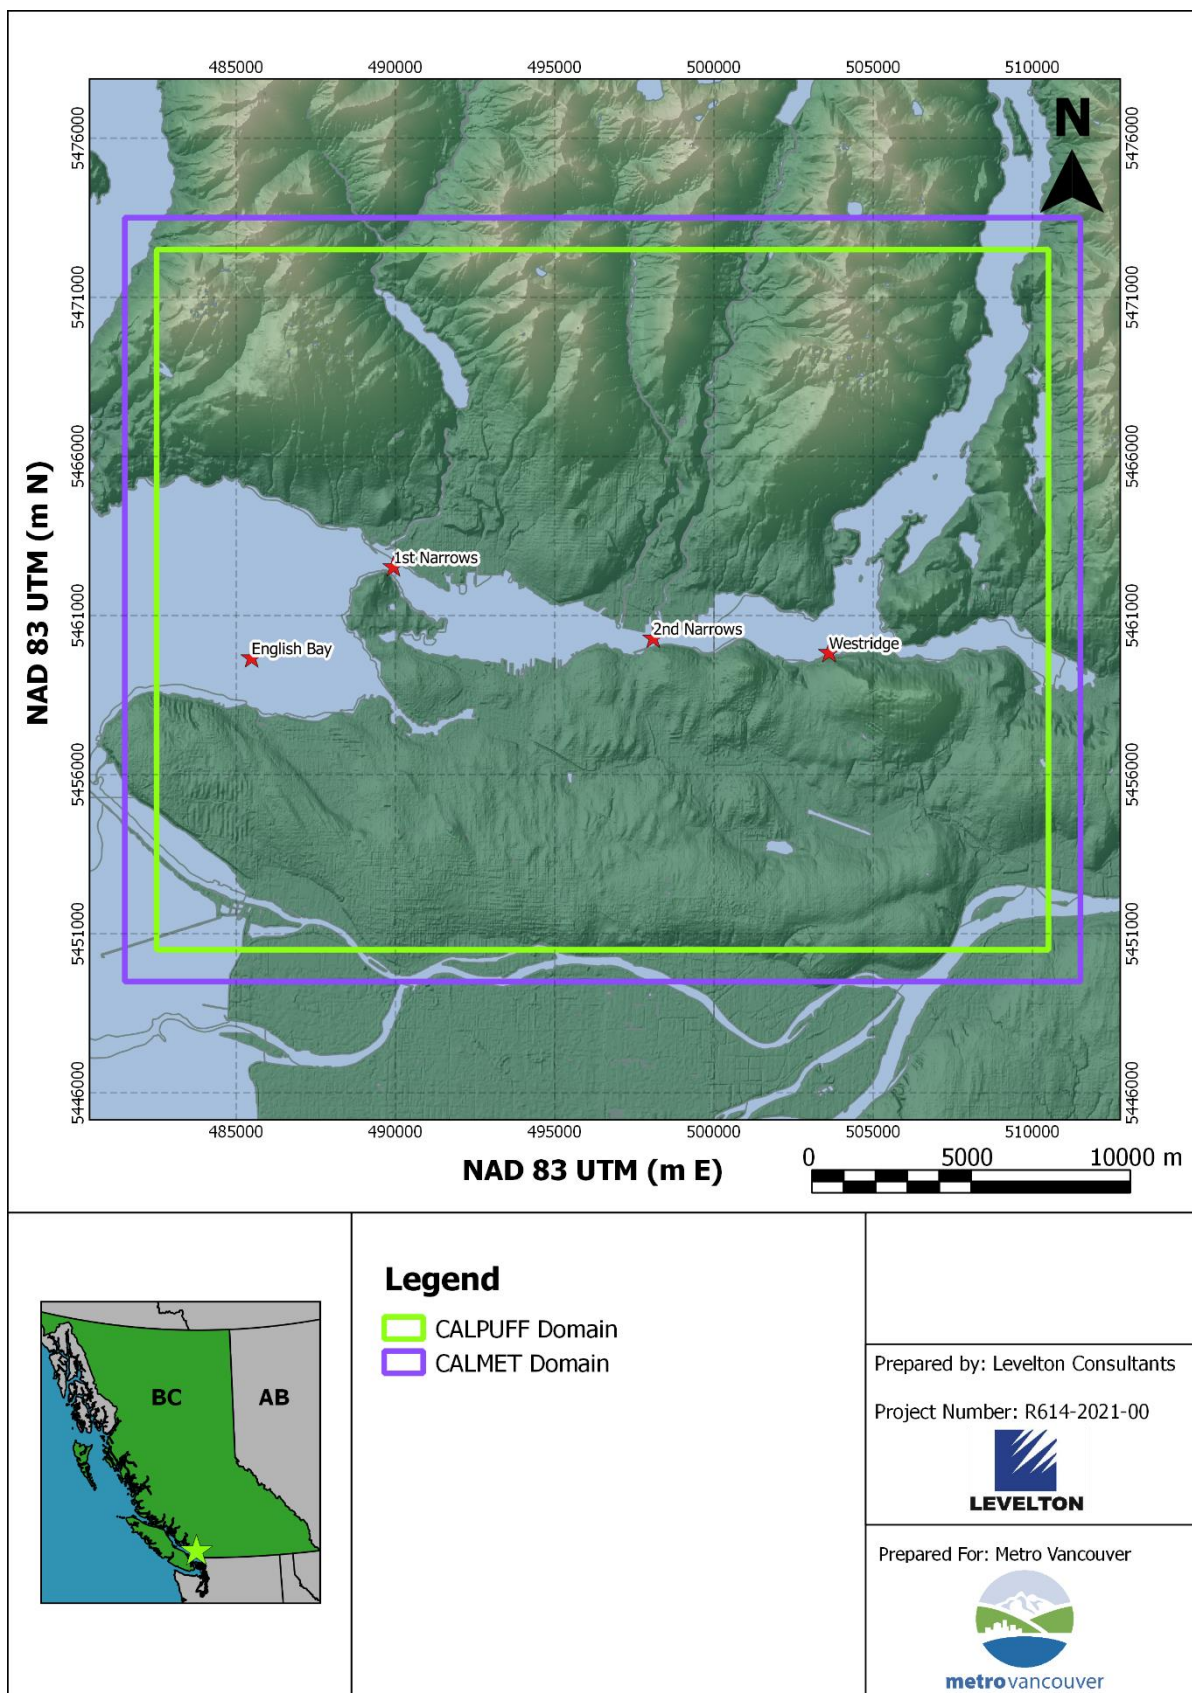 485000 490000 495000 500000 505000 510000
N
5476000 5476000
5471000 5471000
5466000 5466000
5461000 5461000
5456000 5456000
5451000 5451000
5446000 5446000
NAD 83 UTM (m N)
1st Narrows
2nd Narrows
English Bay
Westridge
485000 490000 495000 500000 505000 510000
NAD 83 UTM (m E)
0 5000 10000 m
BC AB
Legend
CALPUFF Domain
CALMET Domain
Prepared by: Levelton Consultants
Project Number: R614-2021-00
LEVELTON
Prepared For: Metro Vancouver
metrovancouver